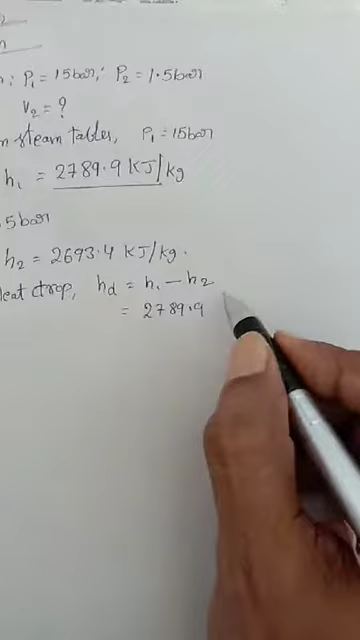 : P₁ = 15bar, P₂ = 1.5bar
V₂ = ?
steam tables, P₁ = 15bar
h₁ = 2789.9 KJ/kg
.5bar
h₂ = 2693.4 KJ/kg.
eat drop, hd = h₁ - h₂
= 2789.9